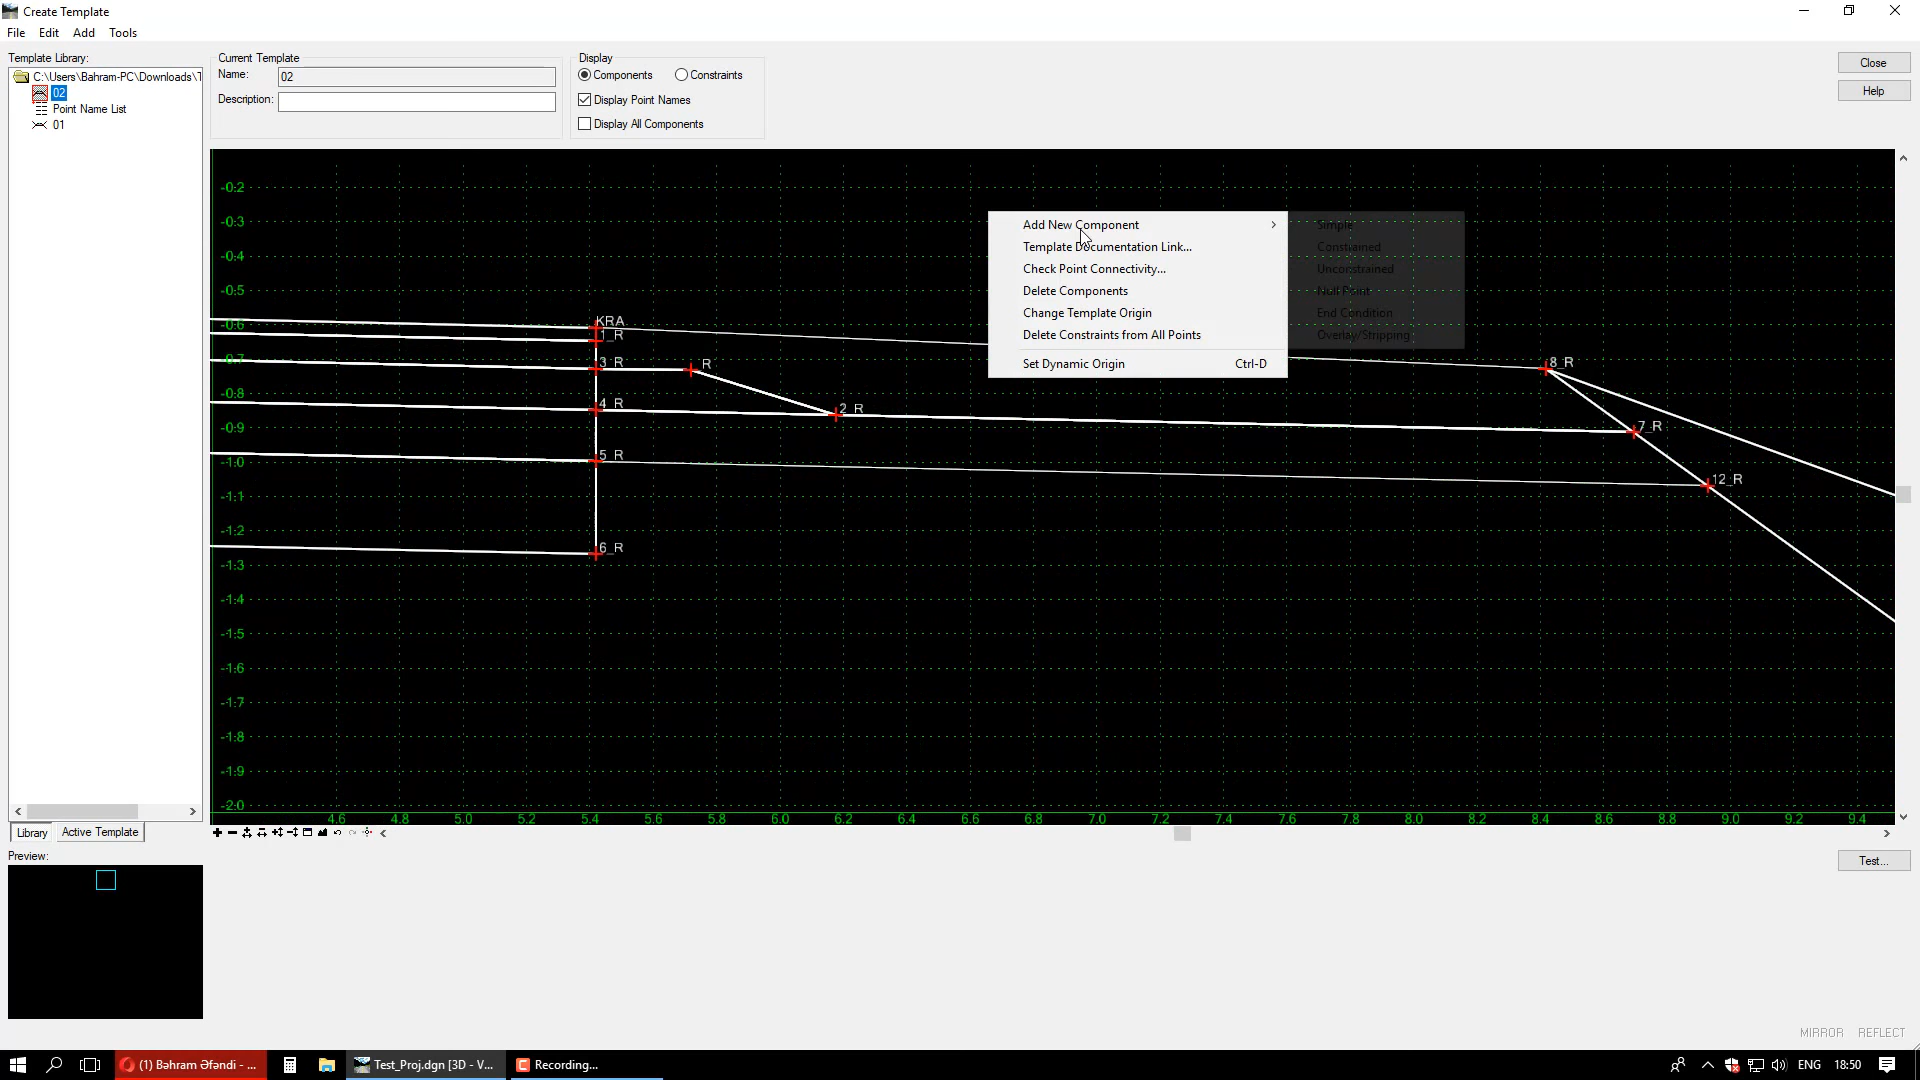 Create Template
File Edit Add Tools
Template Library:
C:\Users\Bahram-PC\Downloads\T
02
Point Name List
01
Current Template
Name: 02
Description:
Display
Components Constraints
Display Point Names
Display All Components
Close
Help
Add New Component
Template Documentation Link...
Check Point Connectivity...
Delete Components
Change Template Origin
Delete Constraints from All Points
Set Dynamic Origin Ctrl-D
Simple
Constrained
Unconstrained
Null Point
End Condition
Overlay/Stripping
-0.2
-0.3
-0.4
-0.5
-0.6
-0.7
-0.8
-0.9
-1.0
-1.1
-1.2
-1.3
-1.4
-1.5
-1.6
-1.7
-1.8
-1.9
-2.0
KRA
1_R
3_R
R
4_R
2_R
5_R
6_R
8_R
7_R
12_R
4.6 4.8 5.0 5.2 5.4 5.6 5.8 6.0 6.2 6.4 6.6 6.8 7.0 7.2 7.4 7.6 7.8 8.0 8.2 8.4 8.6 8.8 9.0 9.2 9.4
Library Active Template
Preview:
Test...
MIRROR REFLECT
(1) Bəhram Əfəndi - ...
Test_Proj.dgn [3D - V...
Recording...
ENG 18:50